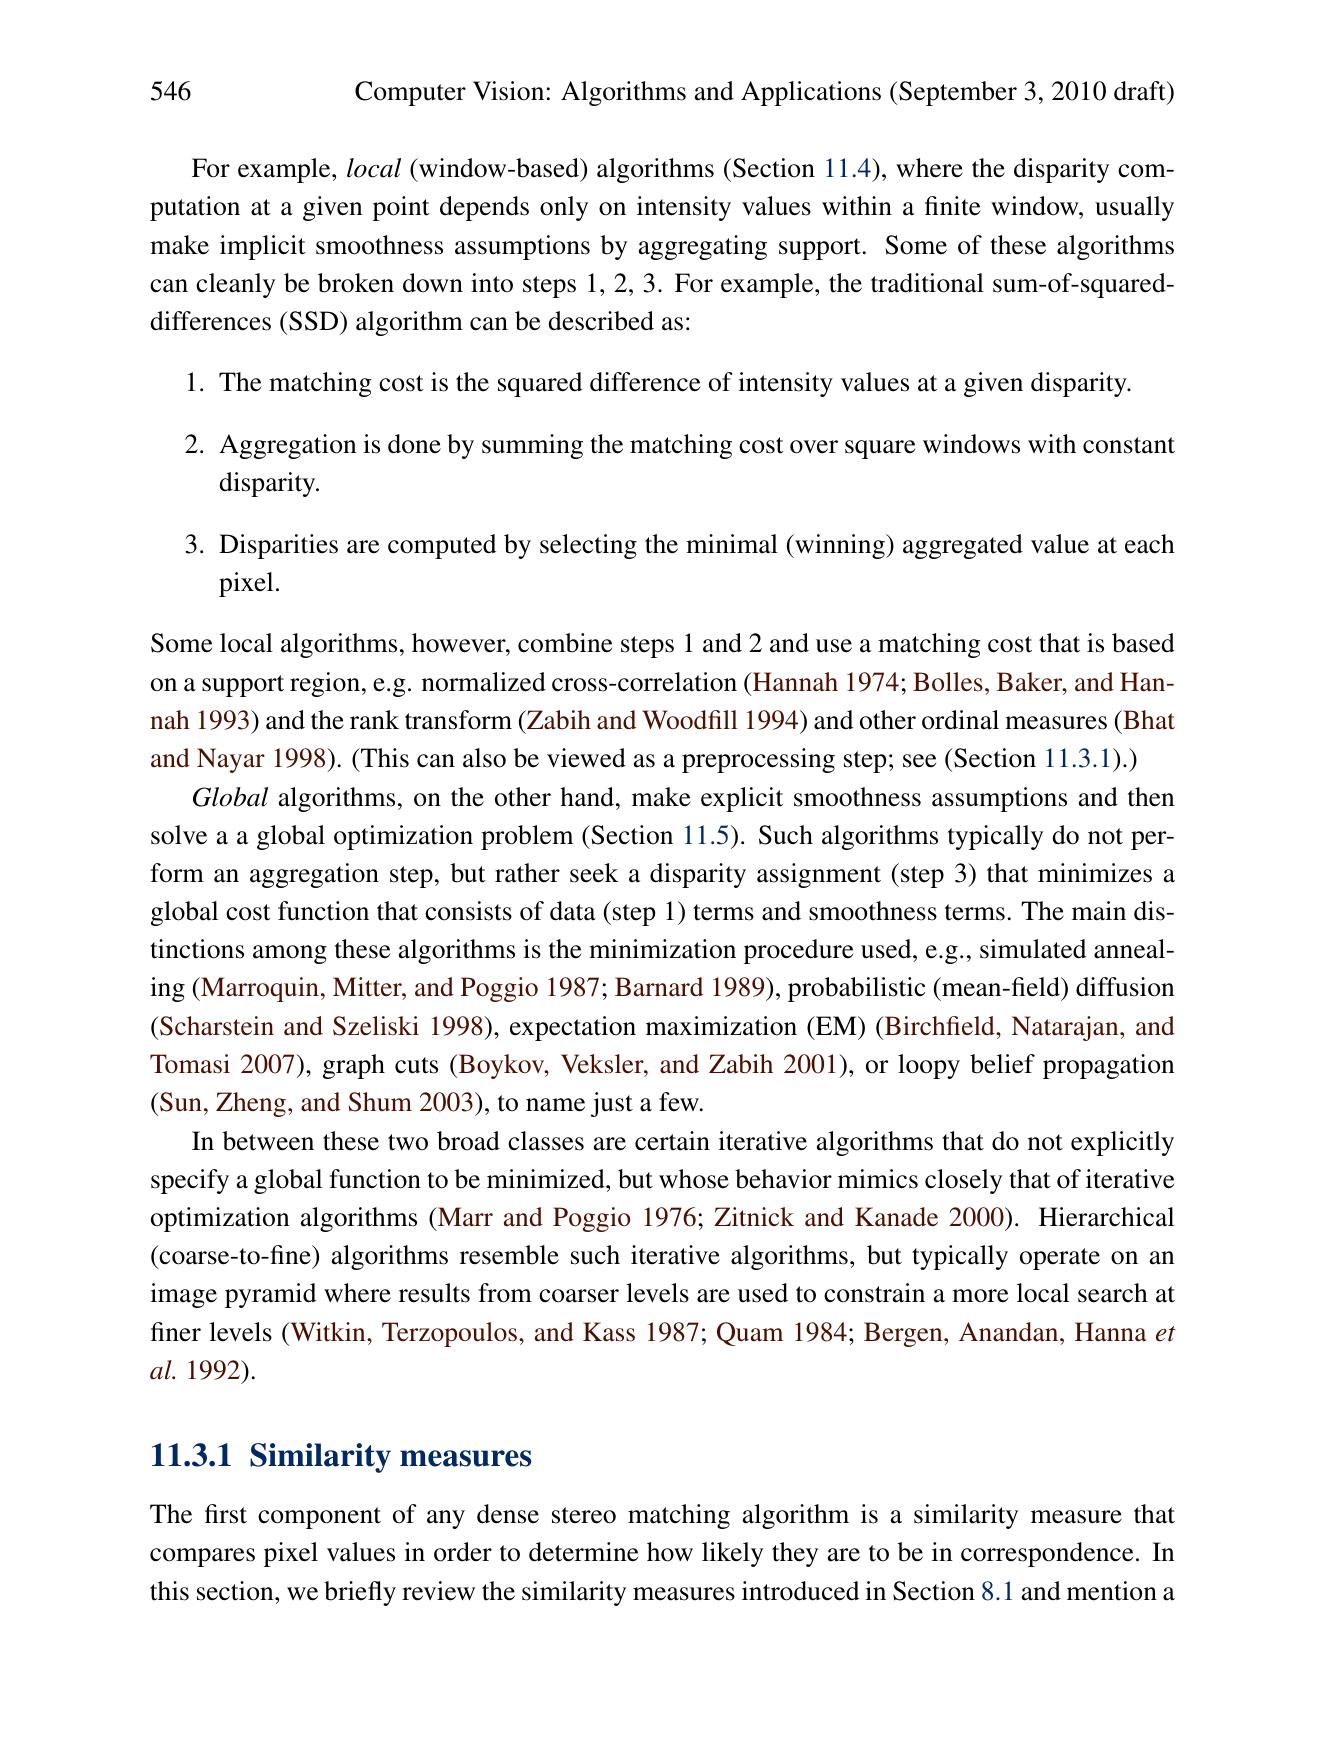 546 Computer Vision: Algorithms and Applications (September 3, 2010 draft)
For example, local (window-based) algorithms (Section 11.4), where the disparity com-
putation at a given point depends only on intensity values within a finite window, usually
make implicit smoothness assumptions by aggregating support. Some of these algorithms
can cleanly be broken down into steps 1, 2, 3. For example, the traditional sum-of-squared-
differences (SSD) algorithm can be described as:
1. The matching cost is the squared difference of intensity values at a given disparity.
2. Aggregation is done by summing the matching cost over square windows with constant
disparity.
3. Disparities are computed by selecting the minimal (winning) aggregated value at each
pixel.
Some local algorithms, however, combine steps 1 and 2 and use a matching cost that is based
on a support region, e.g. normalized cross-correlation (Hannah 1974; Bolles, Baker, and Han-
nah 1993) and the rank transform (Zabih and Woodfill 1994) and other ordinal measures (Bhat
and Nayar 1998). (This can also be viewed as a preprocessing step; see (Section 11.3.1).)
Global algorithms, on the other hand, make explicit smoothness assumptions and then
solve a a global optimization problem (Section 11.5). Such algorithms typically do not per-
form an aggregation step, but rather seek a disparity assignment (step 3) that minimizes a
global cost function that consists of data (step 1) terms and smoothness terms. The main dis-
tinctions among these algorithms is the minimization procedure used, e.g., simulated anneal-
ing (Marroquin, Mitter, and Poggio 1987; Barnard 1989), probabilistic (mean-field) diffusion
(Scharstein and Szeliski 1998), expectation maximization (EM) (Birchfield, Natarajan, and
Tomasi 2007), graph cuts (Boykov, Veksler, and Zabih 2001), or loopy belief propagation
(Sun, Zheng, and Shum 2003), to name just a few.
In between these two broad classes are certain iterative algorithms that do not explicitly
specify a global function to be minimized, but whose behavior mimics closely that of iterative
optimization algorithms (Marr and Poggio 1976; Zitnick and Kanade 2000). Hierarchical
(coarse-to-fine) algorithms resemble such iterative algorithms, but typically operate on an
image pyramid where results from coarser levels are used to constrain a more local search at
finer levels (Witkin, Terzopoulos, and Kass 1987; Quam 1984; Bergen, Anandan, Hanna et
al. 1992).
11.3.1 Similarity measures
The first component of any dense stereo matching algorithm is a similarity measure that
compares pixel values in order to determine how likely they are to be in correspondence. In
this section, we briefly review the similarity measures introduced in Section 8.1 and mention a